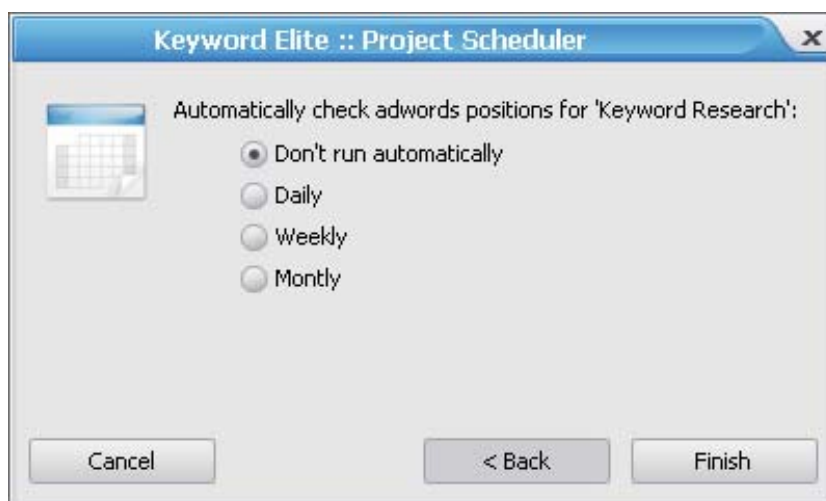 Keyword Elite :: Project Scheduler
X
Automatically check adwords positions for 'Keyword Research':
Don't run automatically
Daily
Weekly
Montly
Cancel
< Back
Finish